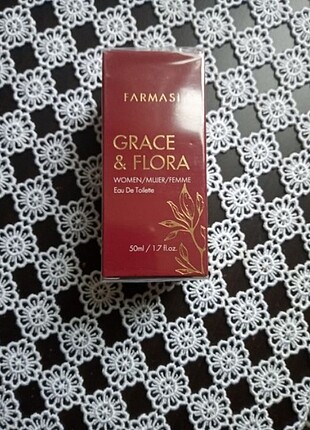 FARMASI
GRACE
& FLORA
WOMEN/MUJER/FEMME
Eau De Toilette
50ml / 1.7 fl.oz.